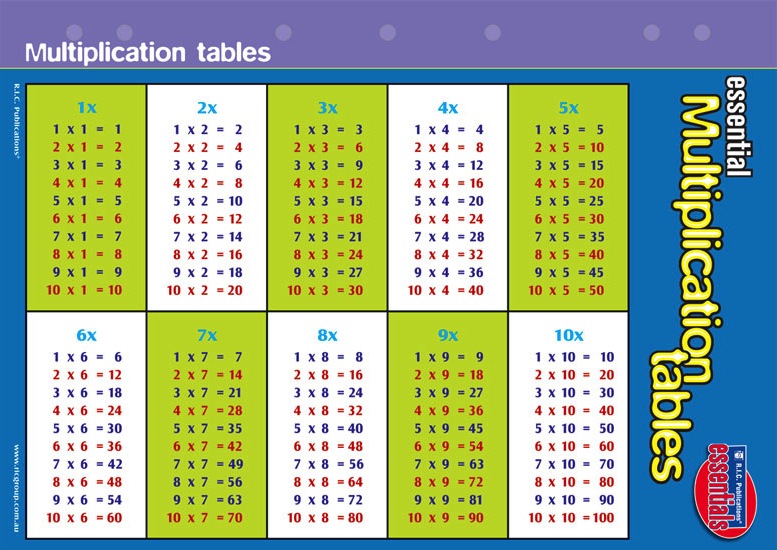 Multiplication tables
R.I.C. Publications®
1x
1 x 1 = 1
2 x 1 = 2
3 x 1 = 3
4 x 1 = 4
5 x 1 = 5
6 x 1 = 6
7 x 1 = 7
8 x 1 = 8
9 x 1 = 9
10 x 1 = 10
2x
1 x 2 = 2
2 x 2 = 4
3 x 2 = 6
4 x 2 = 8
5 x 2 = 10
6 x 2 = 12
7 x 2 = 14
8 x 2 = 16
9 x 2 = 18
10 x 2 = 20
3x
1 x 3 = 3
2 x 3 = 6
3 x 3 = 9
4 x 3 = 12
5 x 3 = 15
6 x 3 = 18
7 x 3 = 21
8 x 3 = 24
9 x 3 = 27
10 x 3 = 30
4x
1 x 4 = 4
2 x 4 = 8
3 x 4 = 12
4 x 4 = 16
5 x 4 = 20
6 x 4 = 24
7 x 4 = 28
8 x 4 = 32
9 x 4 = 36
10 x 4 = 40
5x
1 x 5 = 5
2 x 5 = 10
3 x 5 = 15
4 x 5 = 20
5 x 5 = 25
6 x 5 = 30
7 x 5 = 35
8 x 5 = 40
9 x 5 = 45
10 x 5 = 50
6x
1 x 6 = 6
2 x 6 = 12
3 x 6 = 18
4 x 6 = 24
5 x 6 = 30
6 x 6 = 36
7 x 6 = 42
8 x 6 = 48
9 x 6 = 54
10 x 6 = 60
7x
1 x 7 = 7
2 x 7 = 14
3 x 7 = 21
4 x 7 = 28
5 x 7 = 35
6 x 7 = 42
7 x 7 = 49
8 x 7 = 56
9 x 7 = 63
10 x 7 = 70
8x
1 x 8 = 8
2 x 8 = 16
3 x 8 = 24
4 x 8 = 32
5 x 8 = 40
6 x 8 = 48
7 x 8 = 56
8 x 8 = 64
9 x 8 = 72
10 x 8 = 80
9x
1 x 9 = 9
2 x 9 = 18
3 x 9 = 27
4 x 9 = 36
5 x 9 = 45
6 x 9 = 54
7 x 9 = 63
8 x 9 = 72
9 x 9 = 81
10 x 9 = 90
10x
1 x 10 = 10
2 x 10 = 20
3 x 10 = 30
4 x 10 = 40
5 x 10 = 50
6 x 10 = 60
7 x 10 = 70
8 x 10 = 80
9 x 10 = 90
10 x 10 = 100
www.ricgroup.com.au
essential
Multiplication
tables
R.I.C. Publications®
essentials